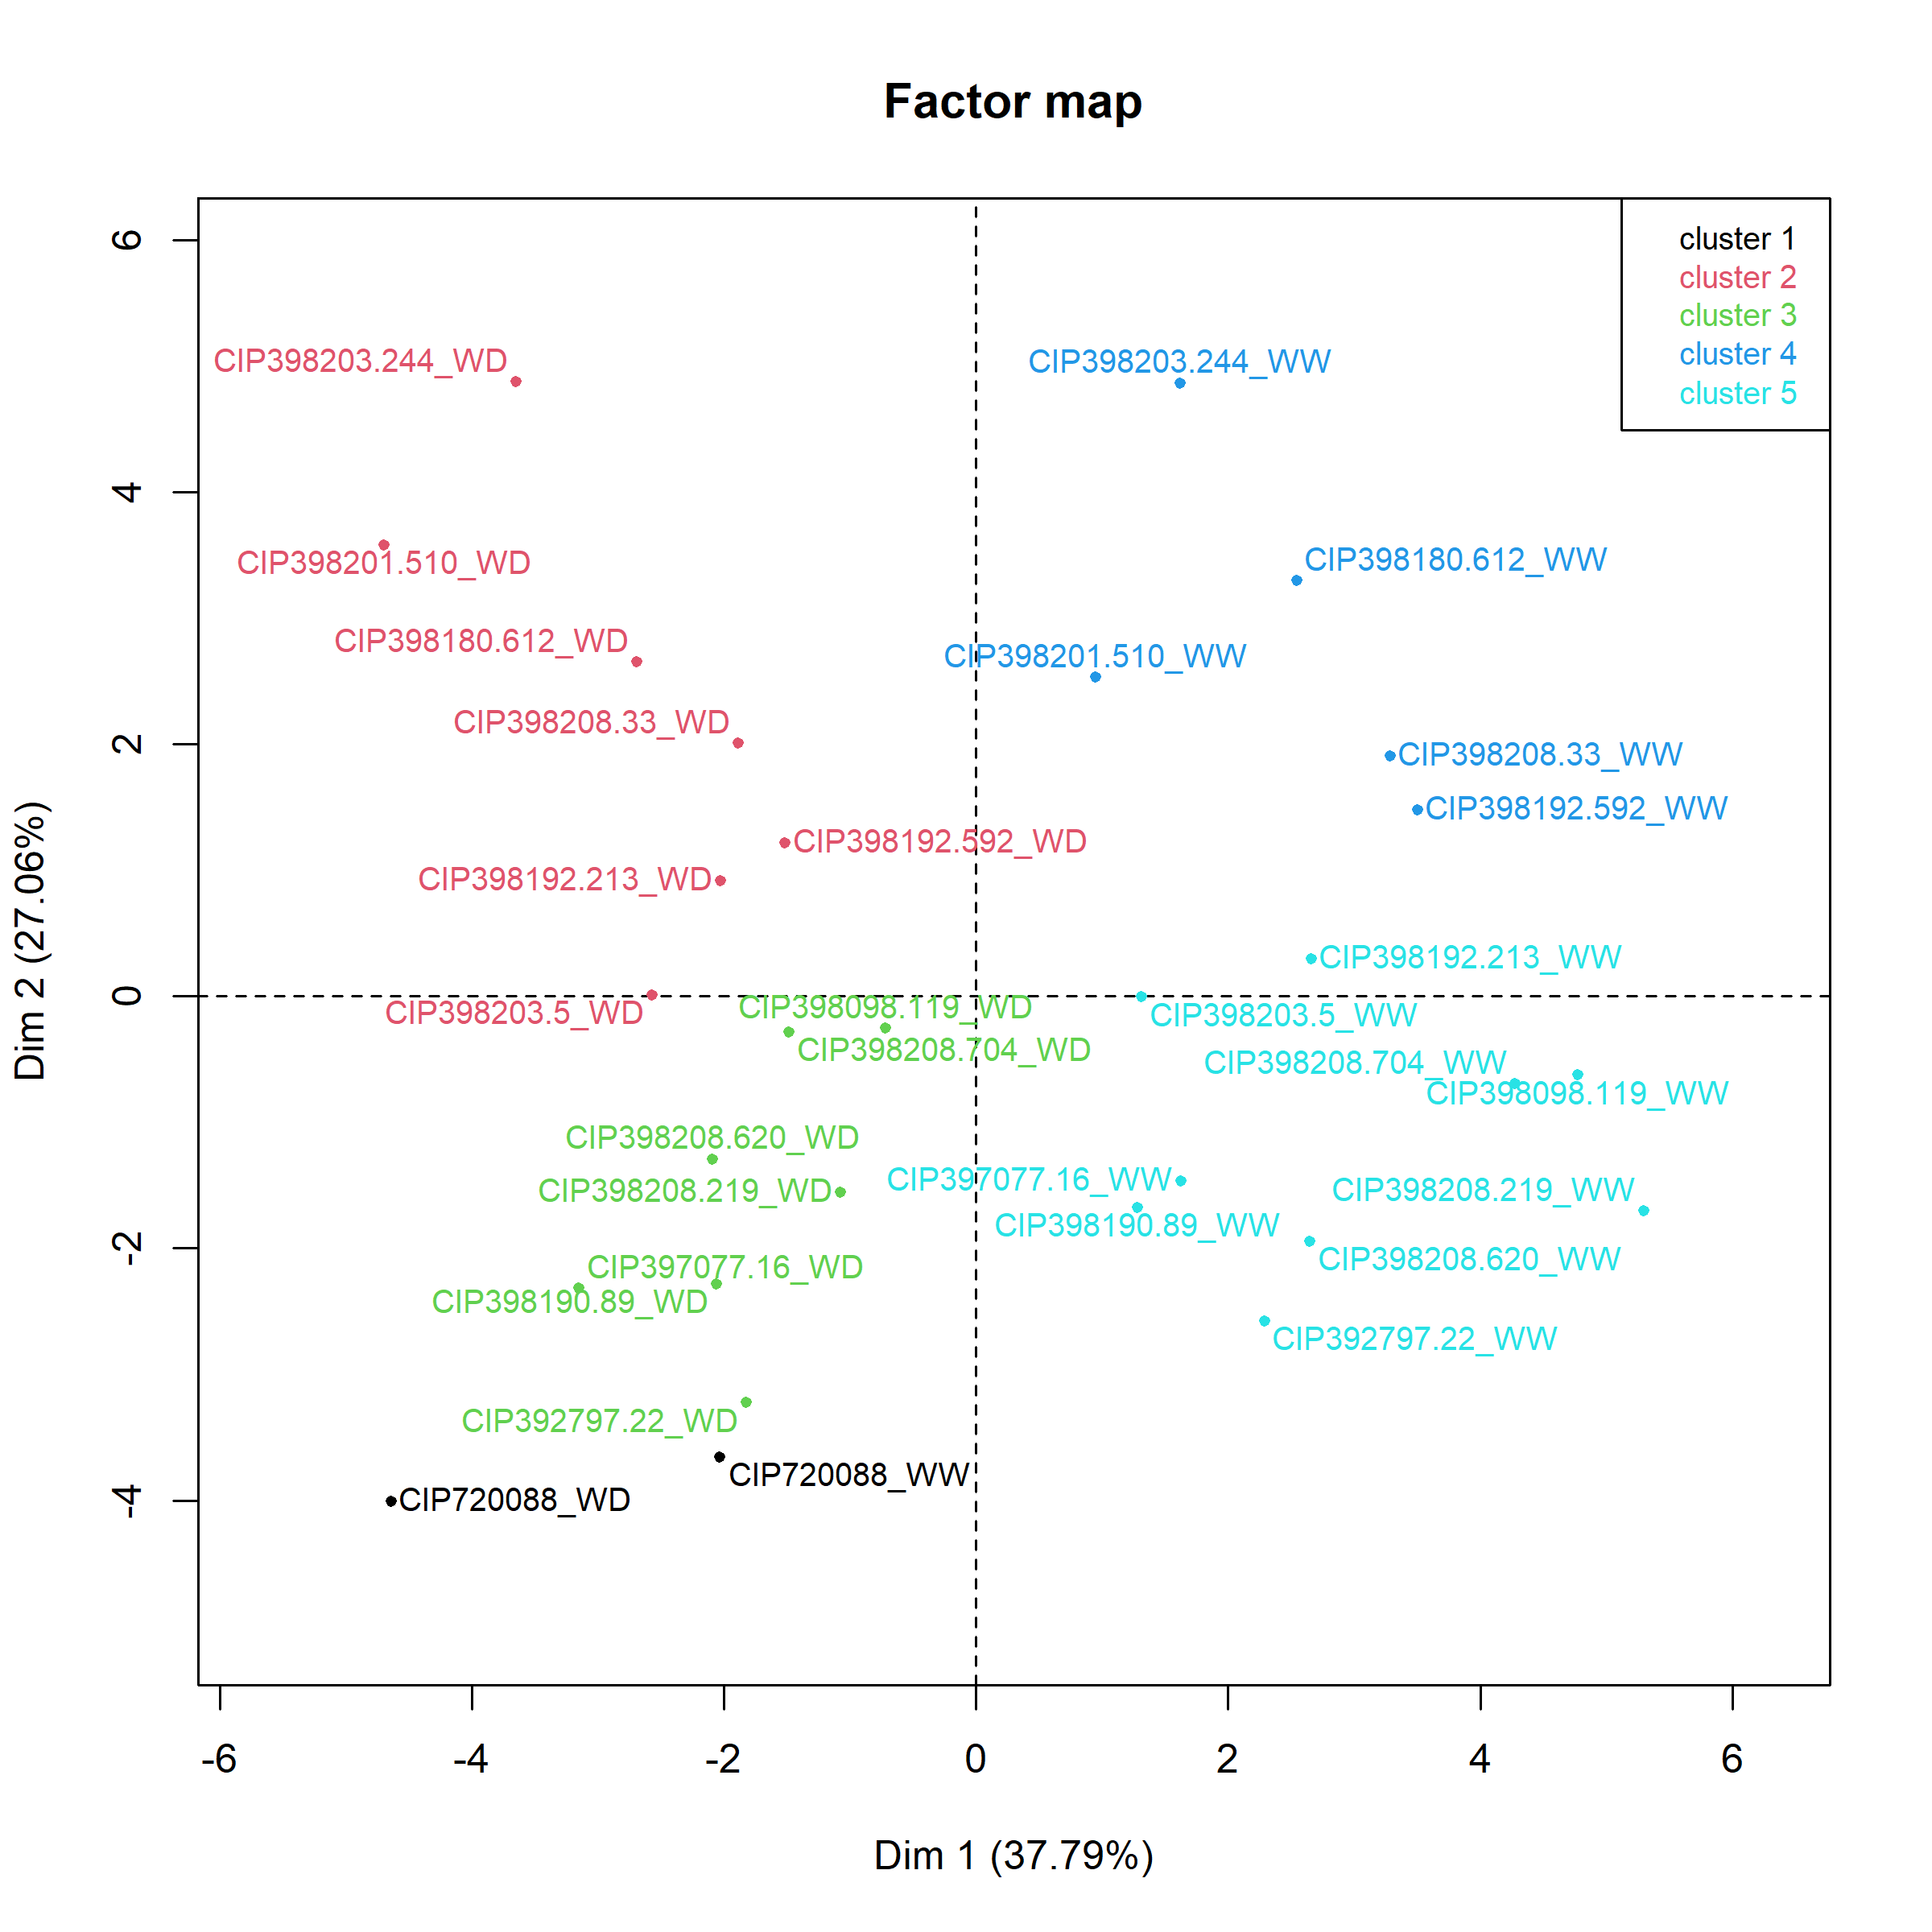 Factor map
cluster 1
cluster 2
cluster 3
cluster 4
cluster 5
6
4
2
0
-2
-4
Dim 2 (27.06%)
CIP398203.244_WD
CIP398203.244_WW
CIP398201.510_WD
CIP398180.612_WW
CIP398180.612_WD
CIP398201.510_WW
CIP398208.33_WD
CIP398208.33_WW
CIP398192.592_WW
CIP398192.592_WD
CIP398192.213_WD
CIP398192.213_WW
CIP398203.5_WD
CIP398098.119_WD
CIP398203.5_WW
CIP398208.704_WD
CIP398208.704_WW
CIP398098.119_WW
CIP398208.620_WD
CIP397077.16_WW
CIP398208.219_WD
CIP398208.219_WW
CIP398190.89_WW
CIP398208.620_WW
CIP397077.16_WD
CIP398190.89_WD
CIP392797.22_WW
CIP392797.22_WD
CIP720088_WW
CIP720088_WD
-6
-4
-2
0
2
4
6
Dim 1 (37.79%)